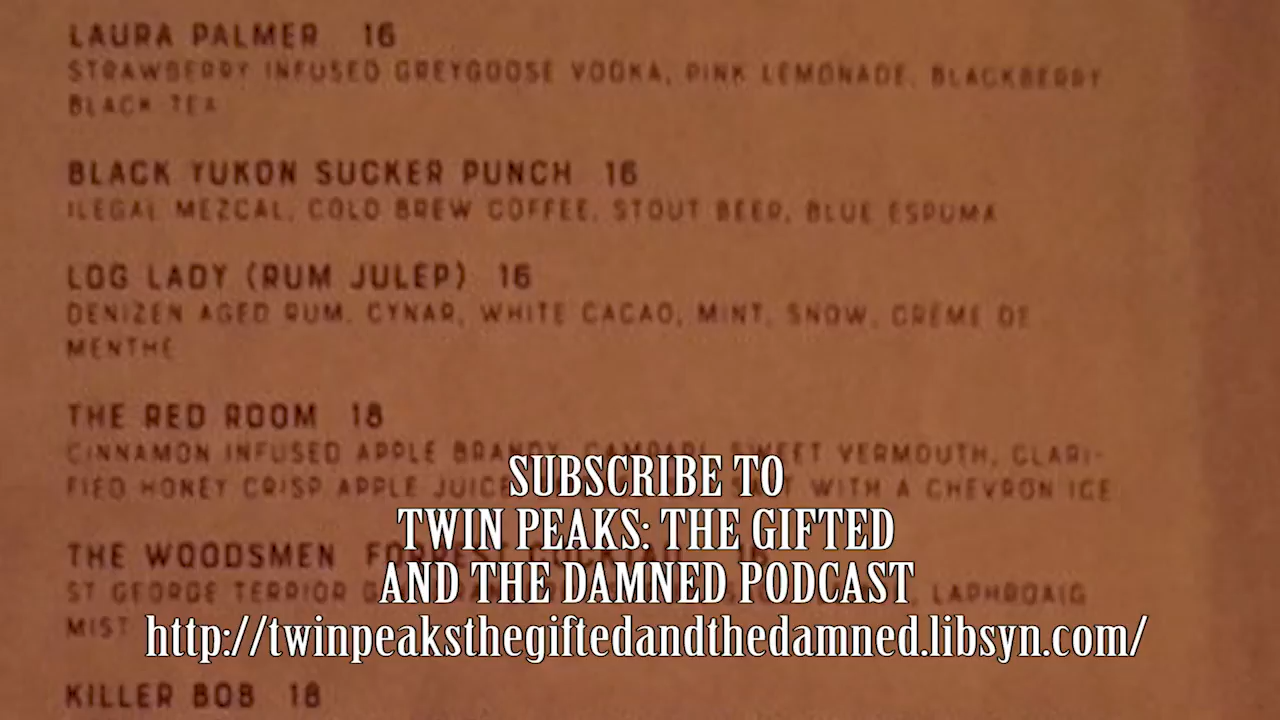 LAURA PALMER 16
STRAWBERRY INFUSED GREYGOOSE VODKA, PINK LEMONADE, BLACKBERRY
BLACK TEA
BLACK YUKON SUCKER PUNCH 16
ILEGAL MEZCAL, COLD BREW COFFEE, STOUT BEER, BLUE ESPUMA
LOG LADY (RUM JULEP) 16
DENIZEN AGED RUM, CYNAR, WHITE CACAO, MINT, SNOW, CRÈME DE
MENTHE
THE RED ROOM 18
CINNAMON INFUSED APPLE BRANDY, CAMPARI, SWEET VERMOUTH, CLARI-
FIED HONEY CRISP APPLE JUICE WITH A CHEVRON ICE
THE WOODSMEN
ST GEORGE TERRIOR LAPHROAIG
MIST
KILLER BOB 18
SUBSCRIBE TO
TWIN PEAKS: THE GIFTED
AND THE DAMNED PODCAST
http://twinpeaksthegiftedandthedamned.libsyn.com/